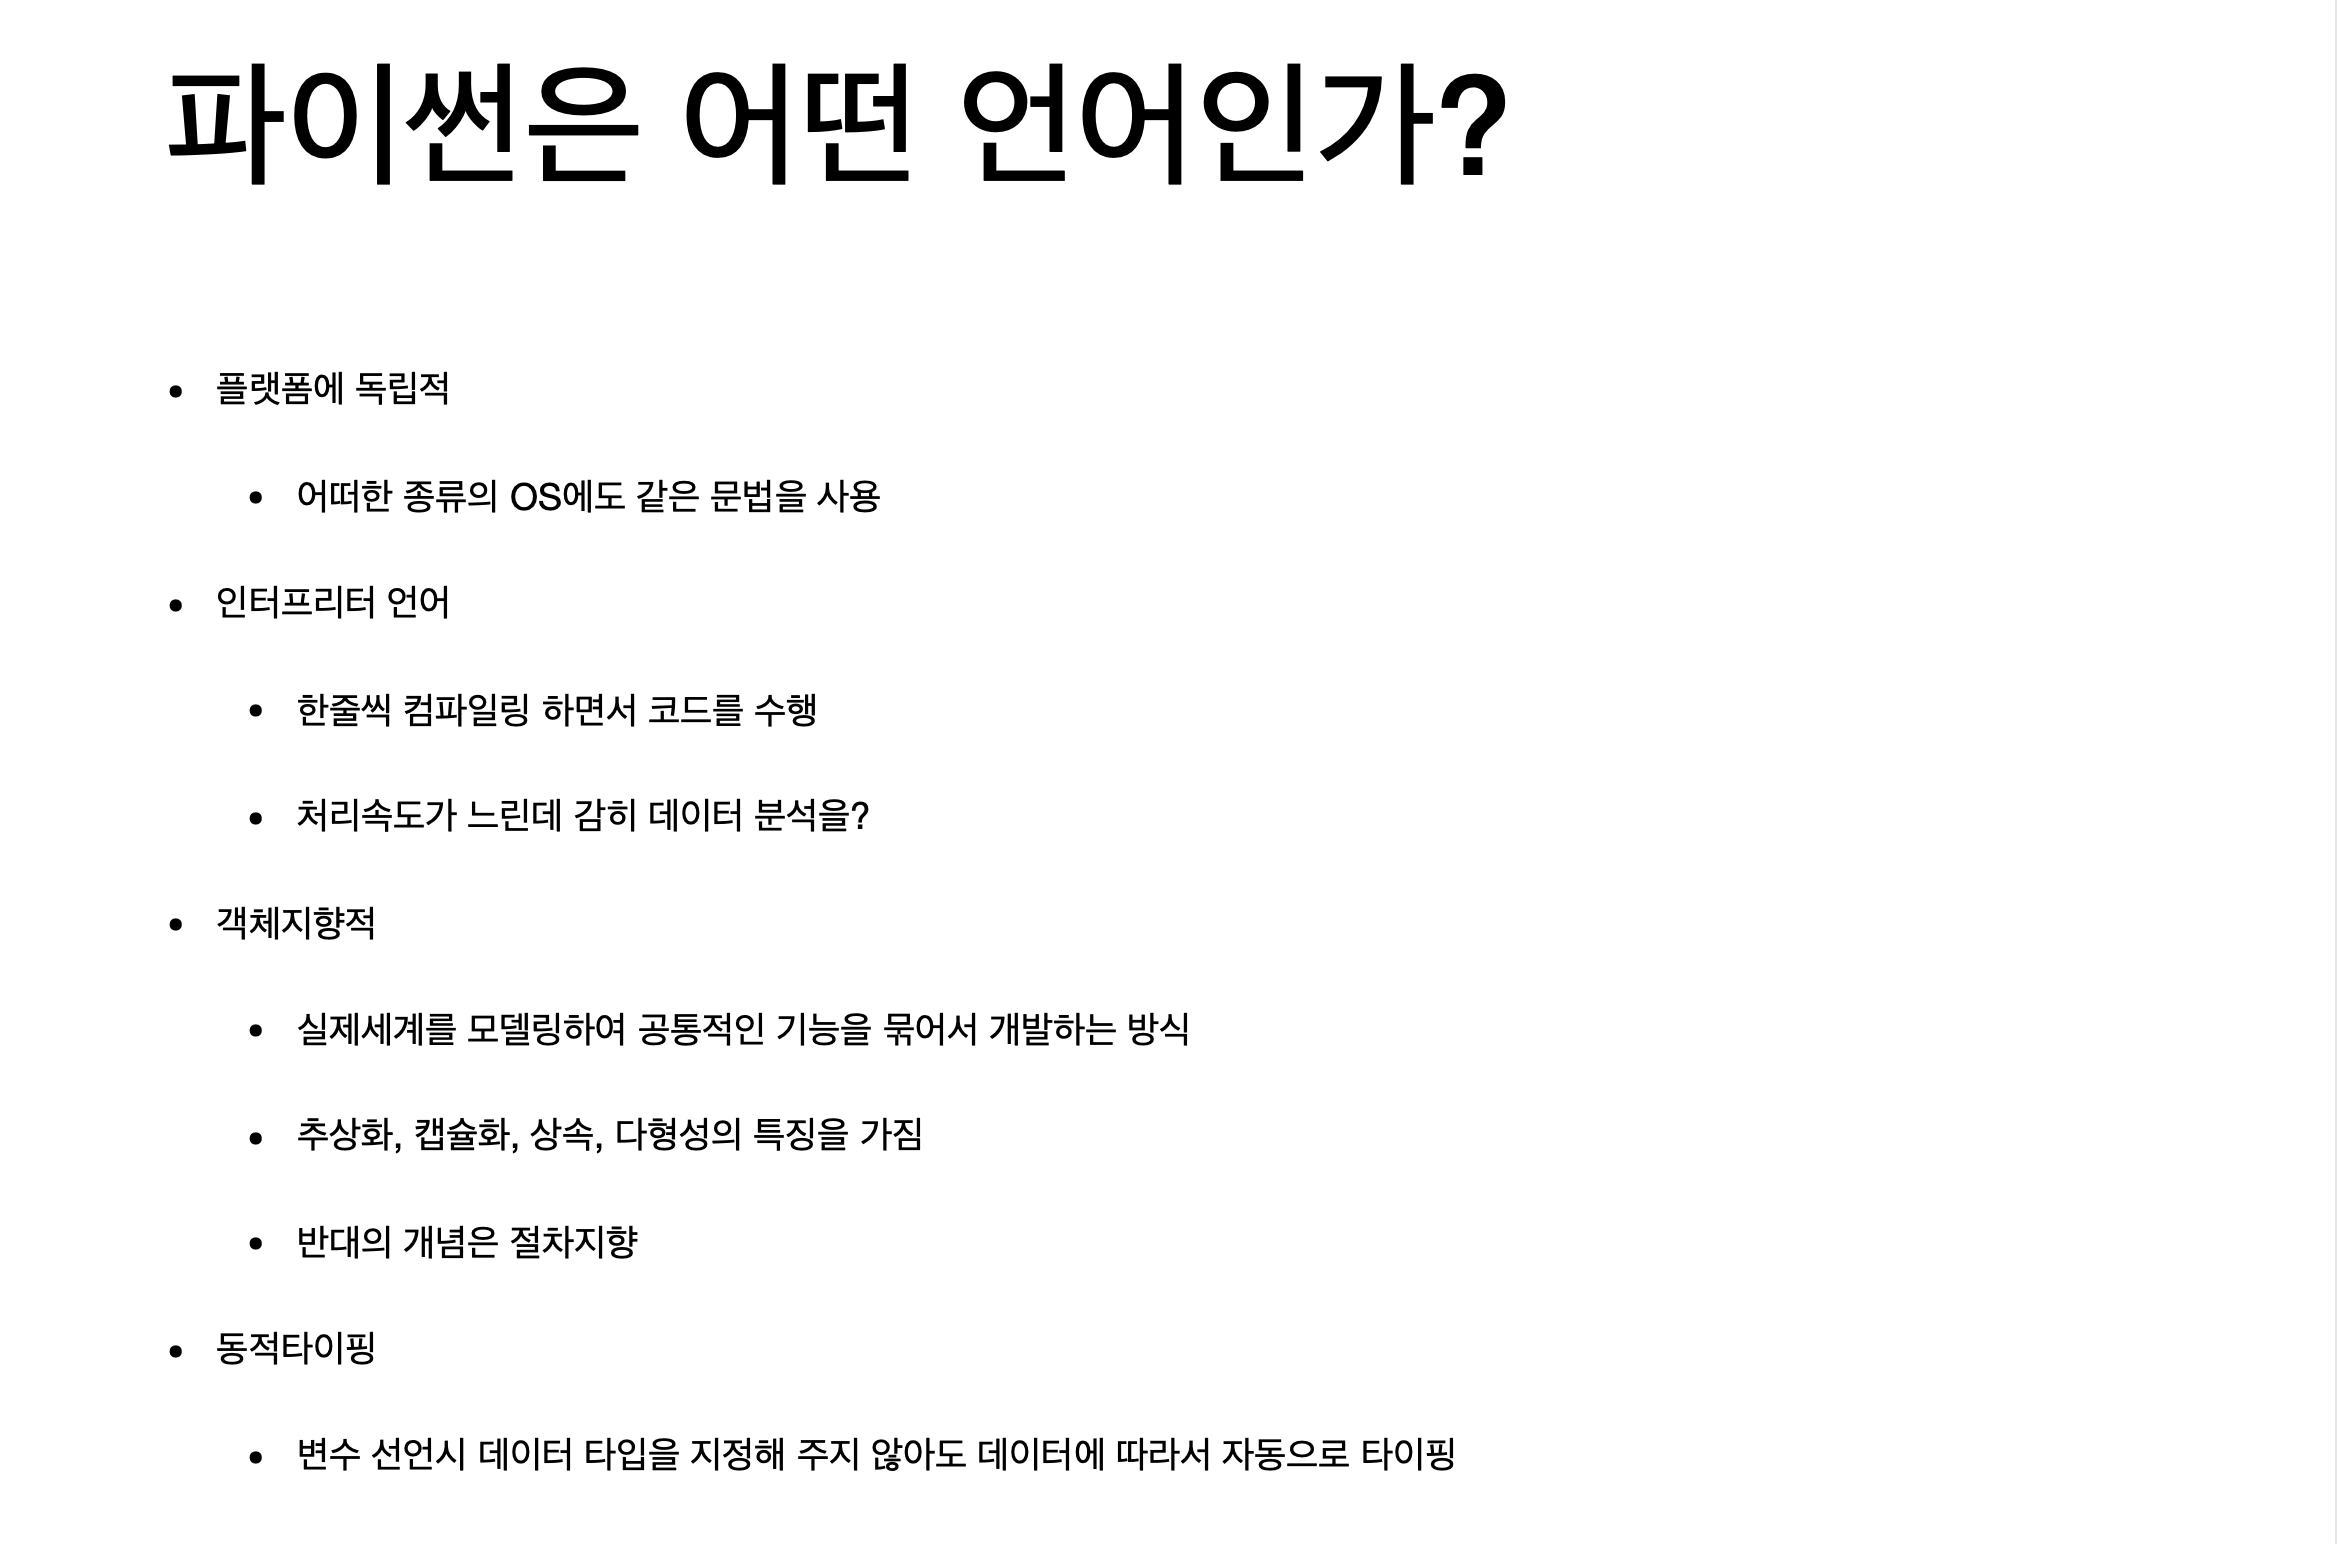 파이썬은 어떤 언어인가?
• 플랫폼에 독립적
• 어떠한 종류의 OS에도 같은 문법을 사용
• 인터프리터 언어
• 한줄씩 컴파일링 하면서 코드를 수행
• 처리속도가 느린데 감히 데이터 분석을?
• 객체지향적
• 실제세계를 모델링하여 공통적인 기능을 묶어서 개발하는 방식
• 추상화, 캡슐화, 상속, 다형성의 특징을 가짐
• 반대의 개념은 절차지향
• 동적타이핑
• 변수 선언시 데이터 타입을 지정해 주지 않아도 데이터에 따라서 자동으로 타이핑